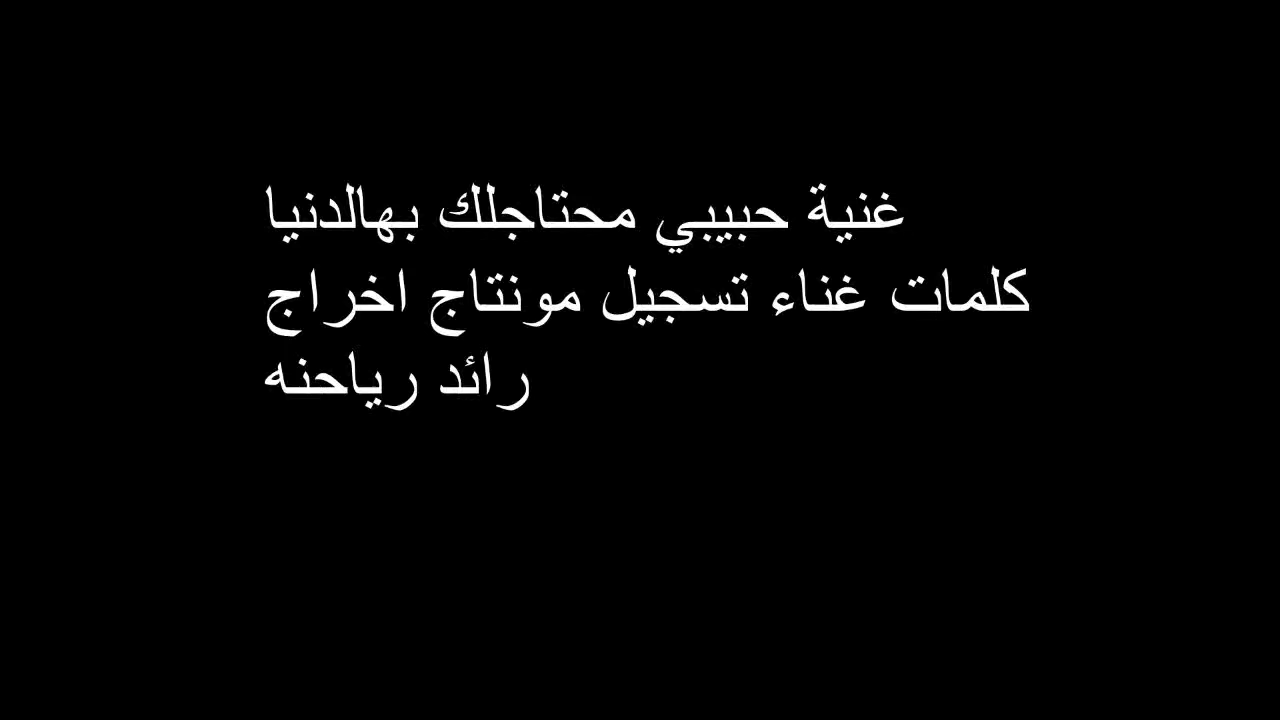 غنية حبيبي محتاجلك بهالدنيا
كلمات غناء تسجيل مونتاج اخراج
رائد رياحنه